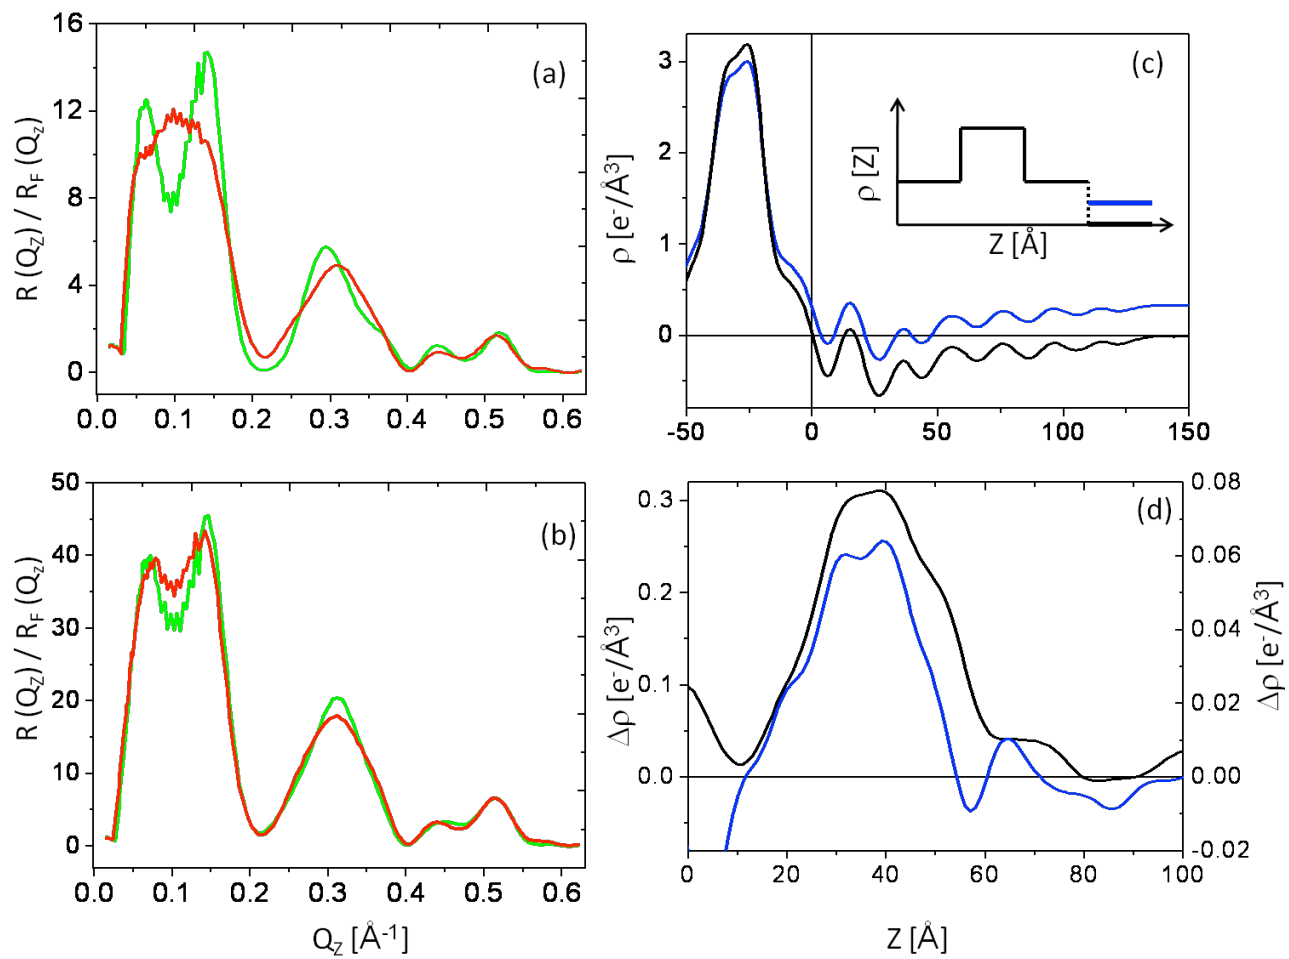 16
12
8
4
0
R (Q_Z) / R_F (Q_Z)
(a)
0.0 0.1 0.2 0.3 0.4 0.5 0.6
50
40
30
20
10
0
R (Q_Z) / R_F (Q_Z)
(b)
0.0 0.1 0.2 0.3 0.4 0.5 0.6
Q_Z [Å^-1]
3
2
1
0
ρ [e^-/Å^3]
(c)
ρ [Z]
Z [Å]
-50 0 50 100 150
0.3
0.2
0.1
0.0
Δρ [e^-/Å^3]
(d)
0.08
0.06
0.04
0.02
0.00
-0.02
Δρ [e^-/Å^3]
0 20 40 60 80 100
Z [Å]